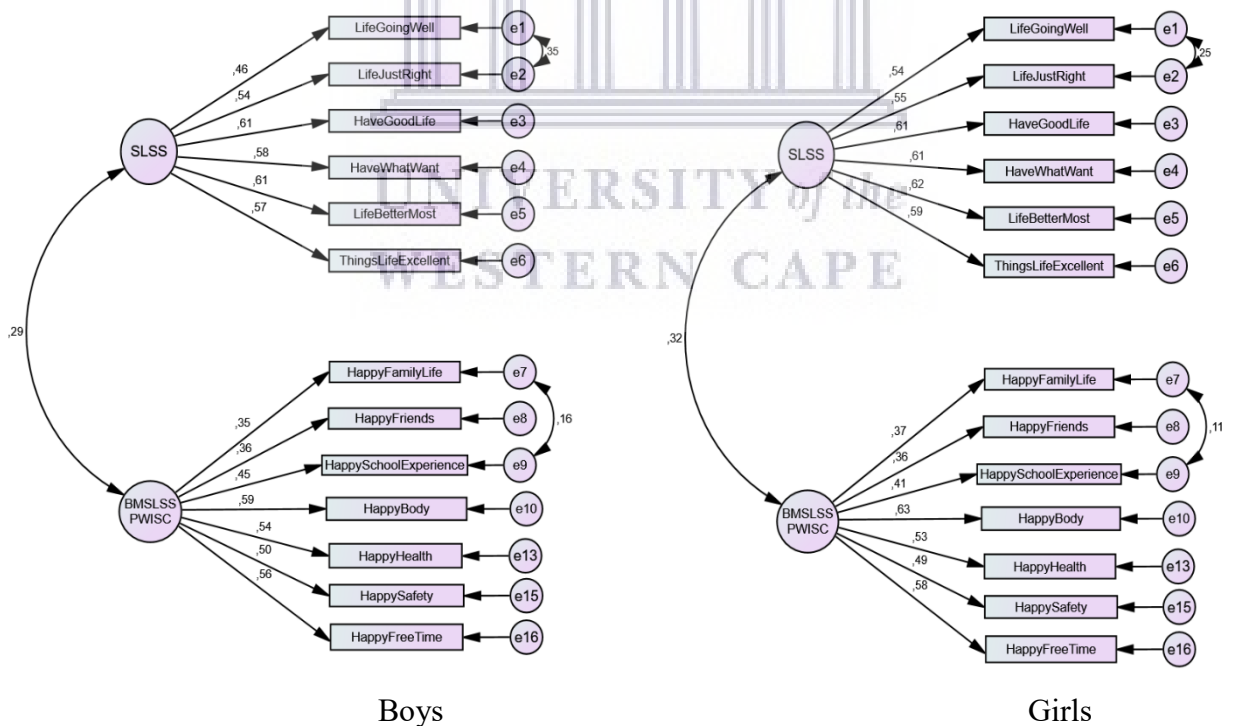 LifeGoingWell
e1
,35
,46
LifeJustRight
e2
,54
HaveGoodLife
e3
,61
SLSS
,58
HaveWhatWant
e4
,61
LifeBetterMost
e5
,57
ThingsLifeExcellent
e6
,29
HappyFamilyLife
e7
,35
HappyFriends
e8
,16
,36
HappySchoolExperience
e9
,45
BMSLSS
PWISC
,59
HappyBody
e10
,54
HappyHealth
e13
,50
HappySafety
e15
,56
HappyFreeTime
e16
Boys
LifeGoingWell
e1
,25
,54
LifeJustRight
e2
,55
HaveGoodLife
e3
,61
SLSS
,61
HaveWhatWant
e4
,62
LifeBetterMost
e5
,59
ThingsLifeExcellent
e6
,32
HappyFamilyLife
e7
,37
HappyFriends
e8
,11
,36
HappySchoolExperience
e9
,41
BMSLSS
PWISC
,63
HappyBody
e10
,53
HappyHealth
e13
,49
HappySafety
e15
,58
HappyFreeTime
e16
Girls
UNIVERSITY of the
WESTERN CAPE